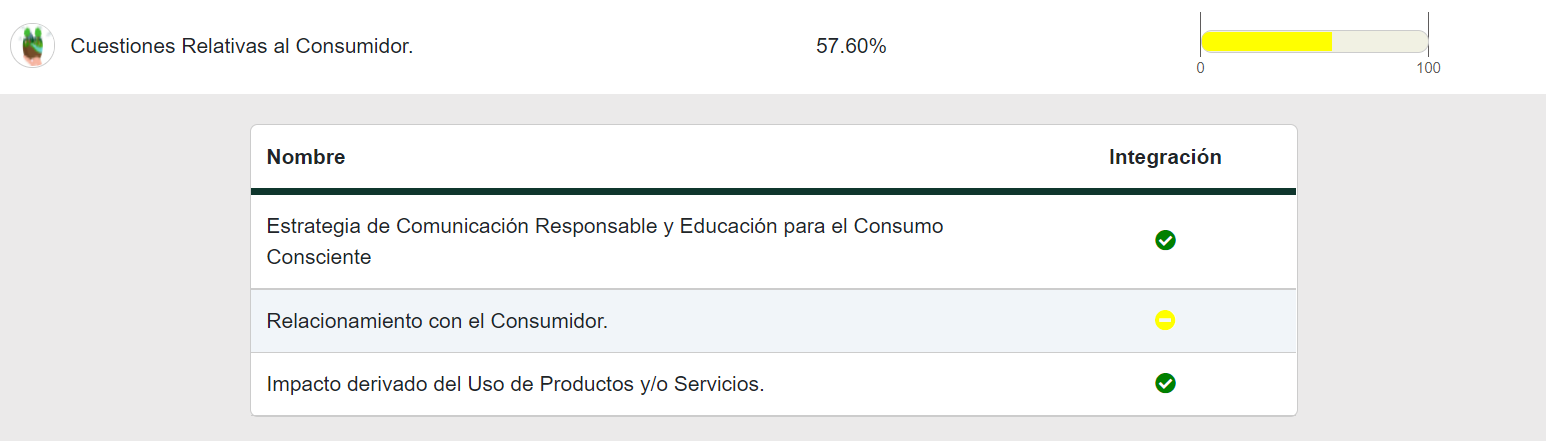 Cuestiones Relativas al Consumidor.
57.60%
0
100
Nombre
Integración
Estrategia de Comunicación Responsable y Educación para el Consumo
Consciente
Relacionamiento con el Consumidor.
Impacto derivado del Uso de Productos y/o Servicios.